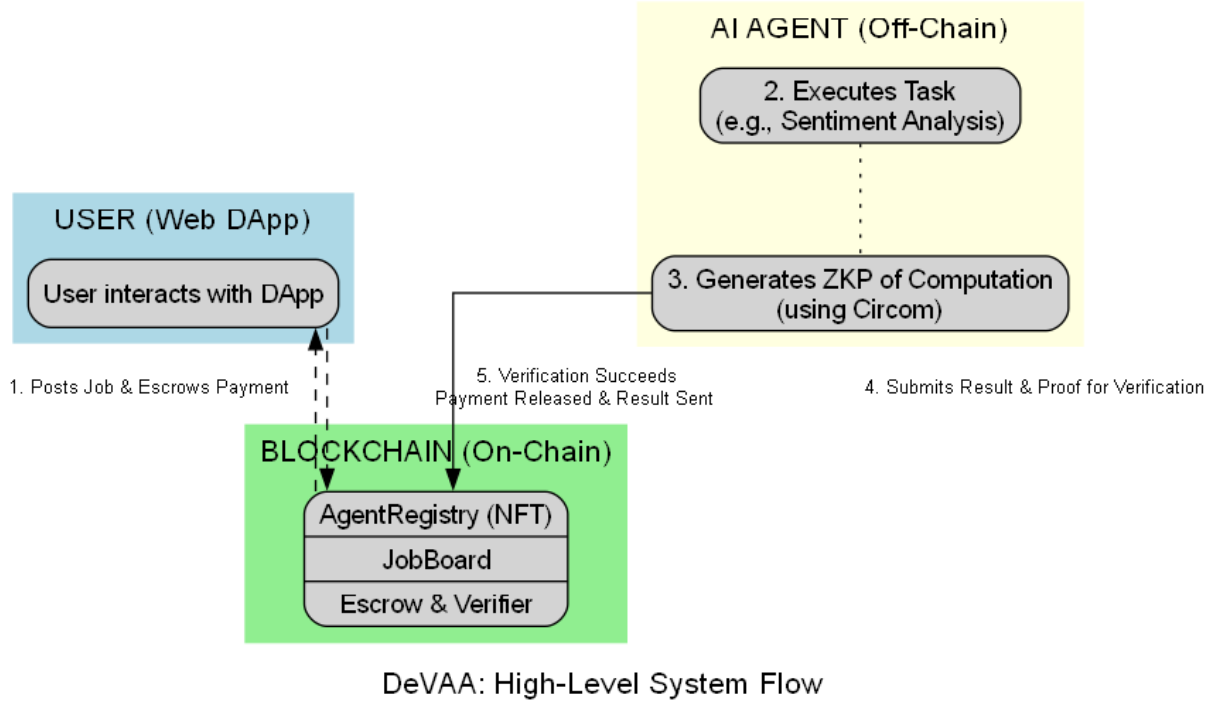 AI AGENT (Off-Chain)
2. Executes Task
(e.g., Sentiment Analysis)
USER (Web DApp)
User interacts with DApp
3. Generates ZKP of Computation
(using Circom)
1. Posts Job & Escrows Payment
5. Verification Succeeds
Payment Released & Result Sent
4. Submits Result & Proof for Verification
BLOCKCHAIN (On-Chain)
AgentRegistry (NFT)
JobBoard
Escrow & Verifier
DeVAA: High-Level System Flow